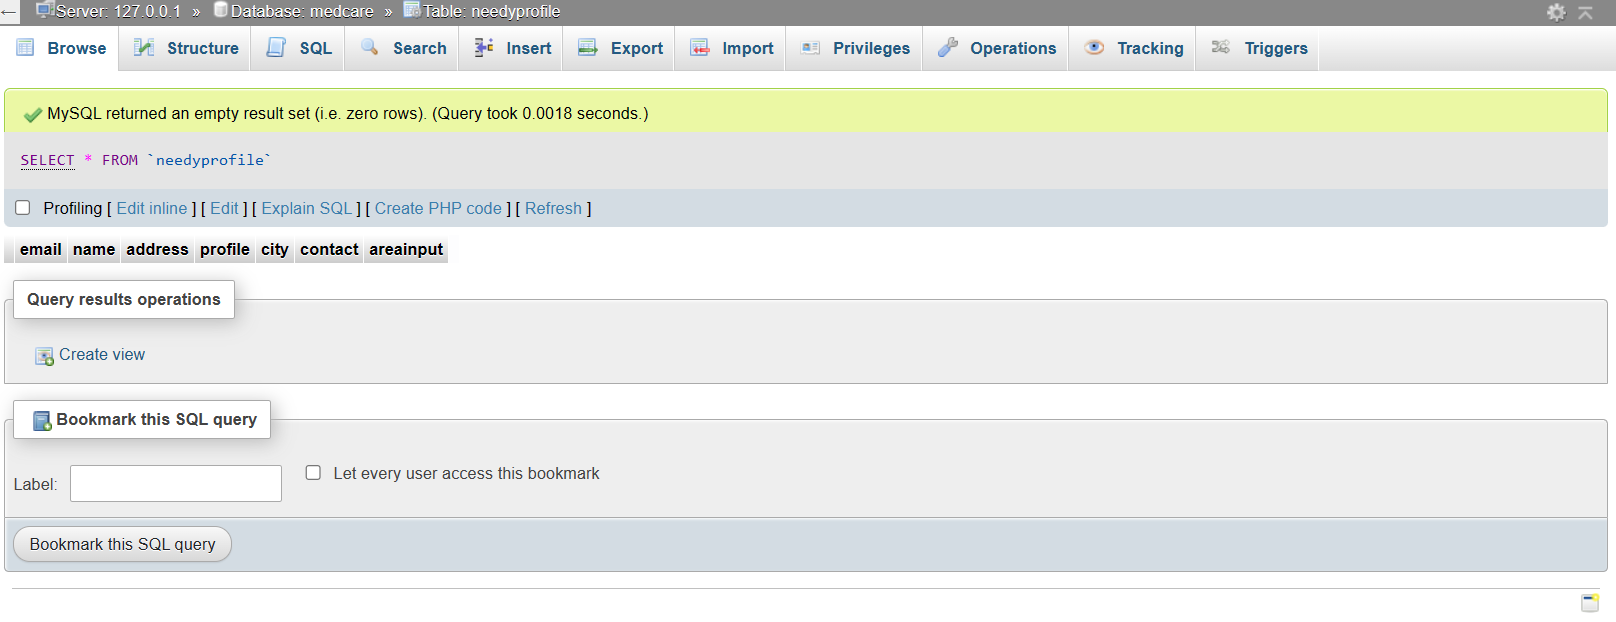 Server: 127.0.0.1 » Database: medcare » Table: needyprofile
Browse Structure SQL Search Insert Export Import Privileges Operations Tracking Triggers
MySQL returned an empty result set (i.e. zero rows). (Query took 0.0018 seconds.)
SELECT * FROM `needyprofile`
Profiling [ Edit inline ] [ Edit ] [ Explain SQL ] [ Create PHP code ] [ Refresh ]
email name address profile city contact areainput
Query results operations
Create view
Bookmark this SQL query
Label: Let every user access this bookmark
Bookmark this SQL query